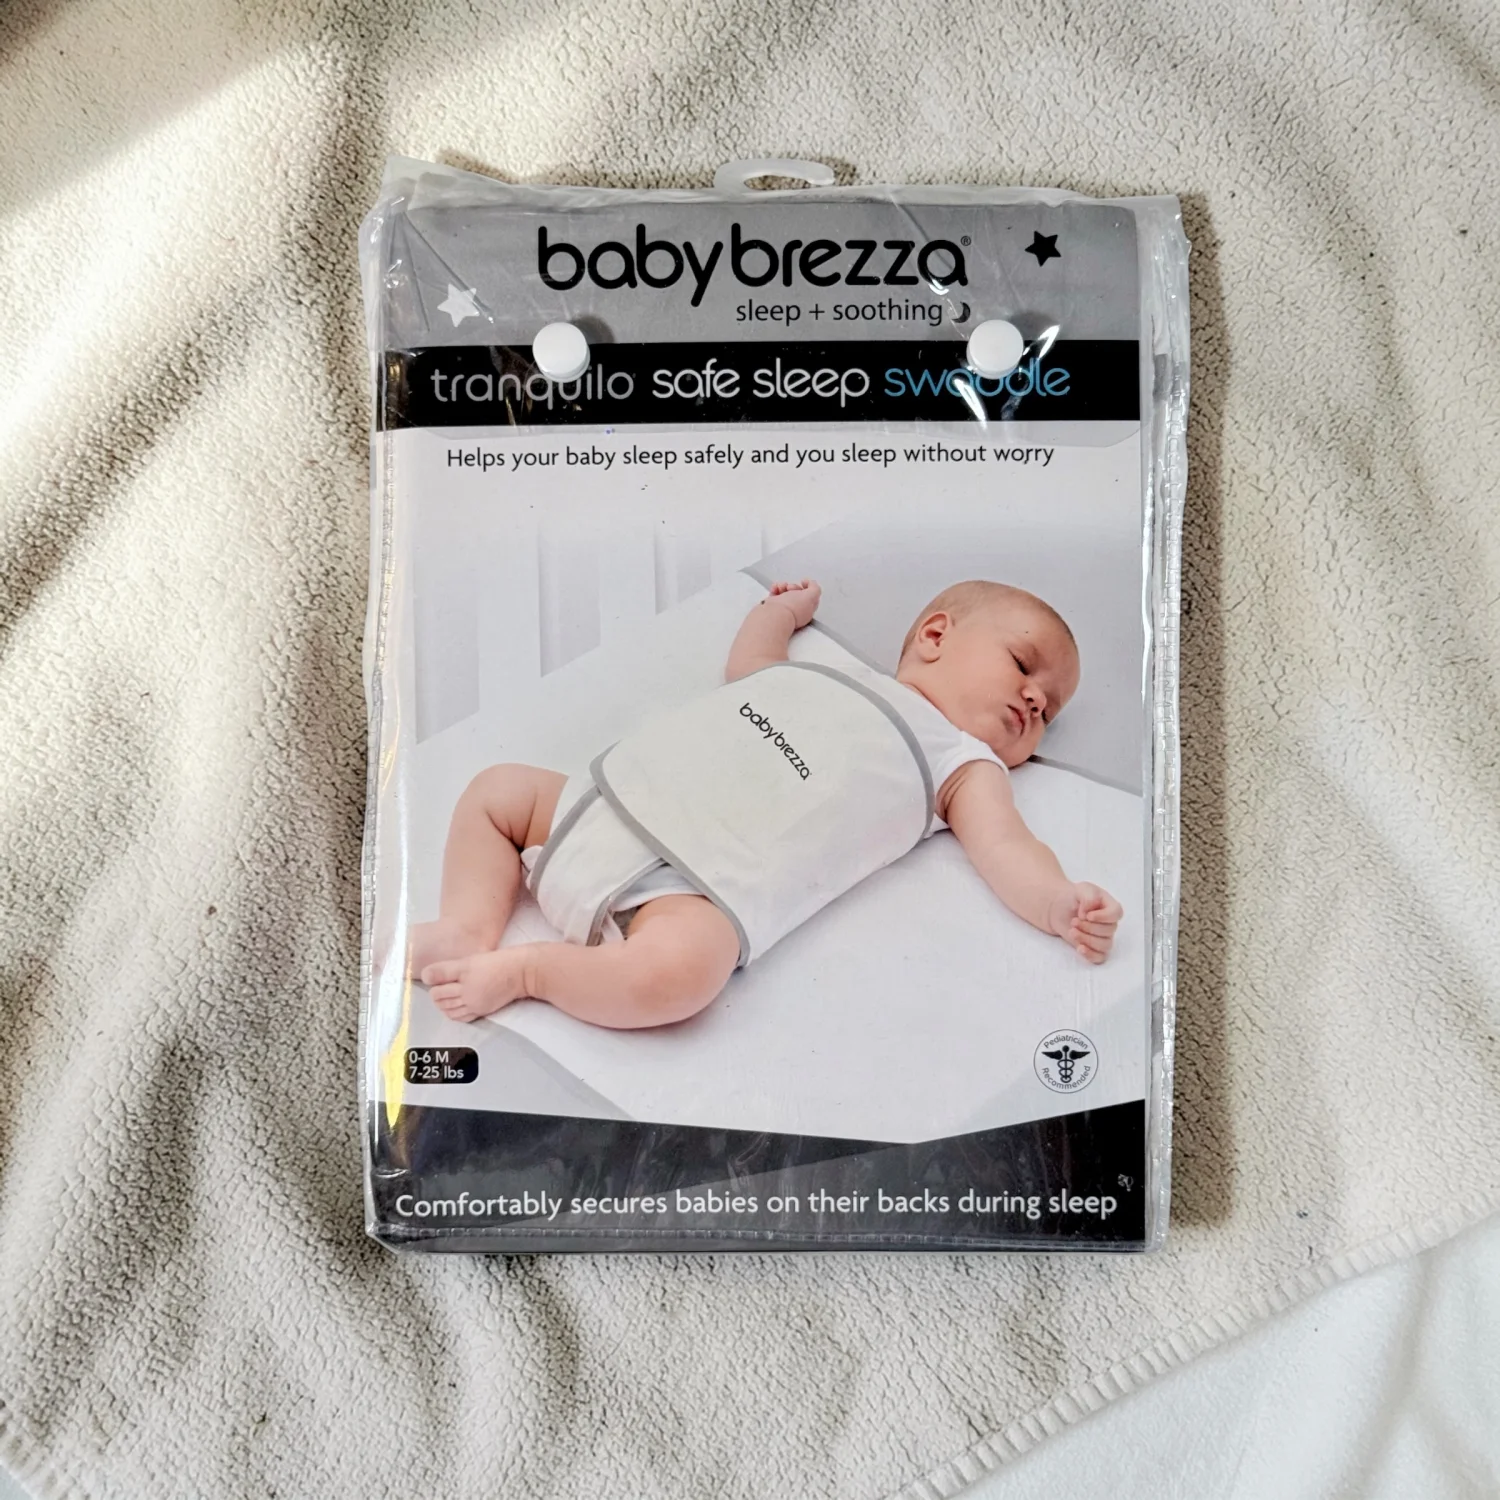 babybrezza®
sleep + soothing
tranquilo safe sleep swaddle
Helps your baby sleep safely and you sleep without worry
babybrezza
0-6 M
7-25 lbs
Pediatrician
Recommended
Comfortably secures babies on their backs during sleep